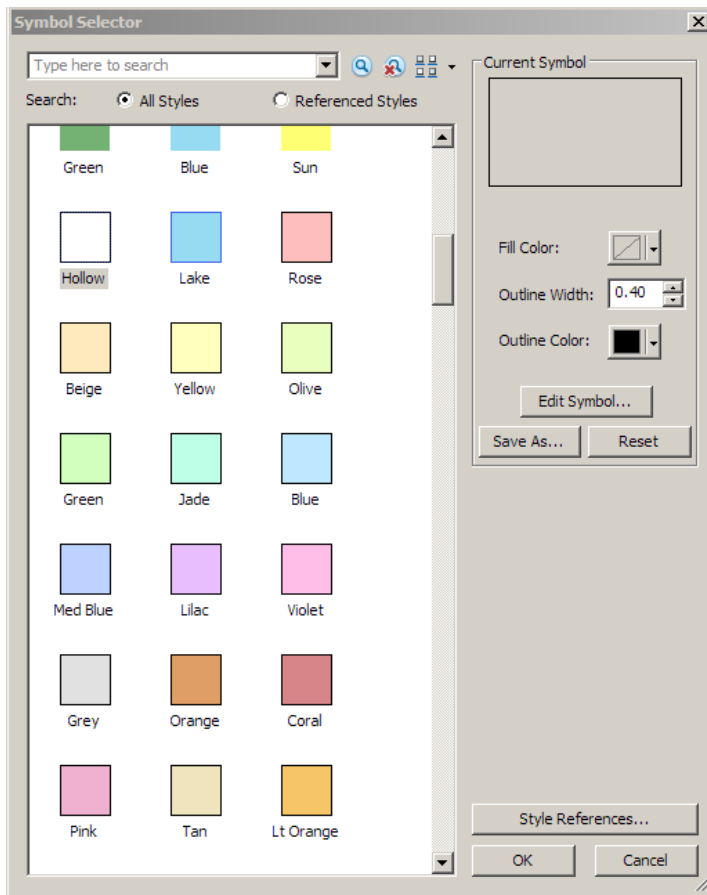 Symbol Selector
Type here to search
Search: All Styles Referenced Styles
Green Blue Sun
Hollow Lake Rose
Beige Yellow Olive
Green Jade Blue
Med Blue Lilac Violet
Grey Orange Coral
Pink Tan Lt Orange
Current Symbol
Fill Color:
Outline Width: 0.40
Outline Color:
Edit Symbol...
Save As... Reset
Style References...
OK Cancel